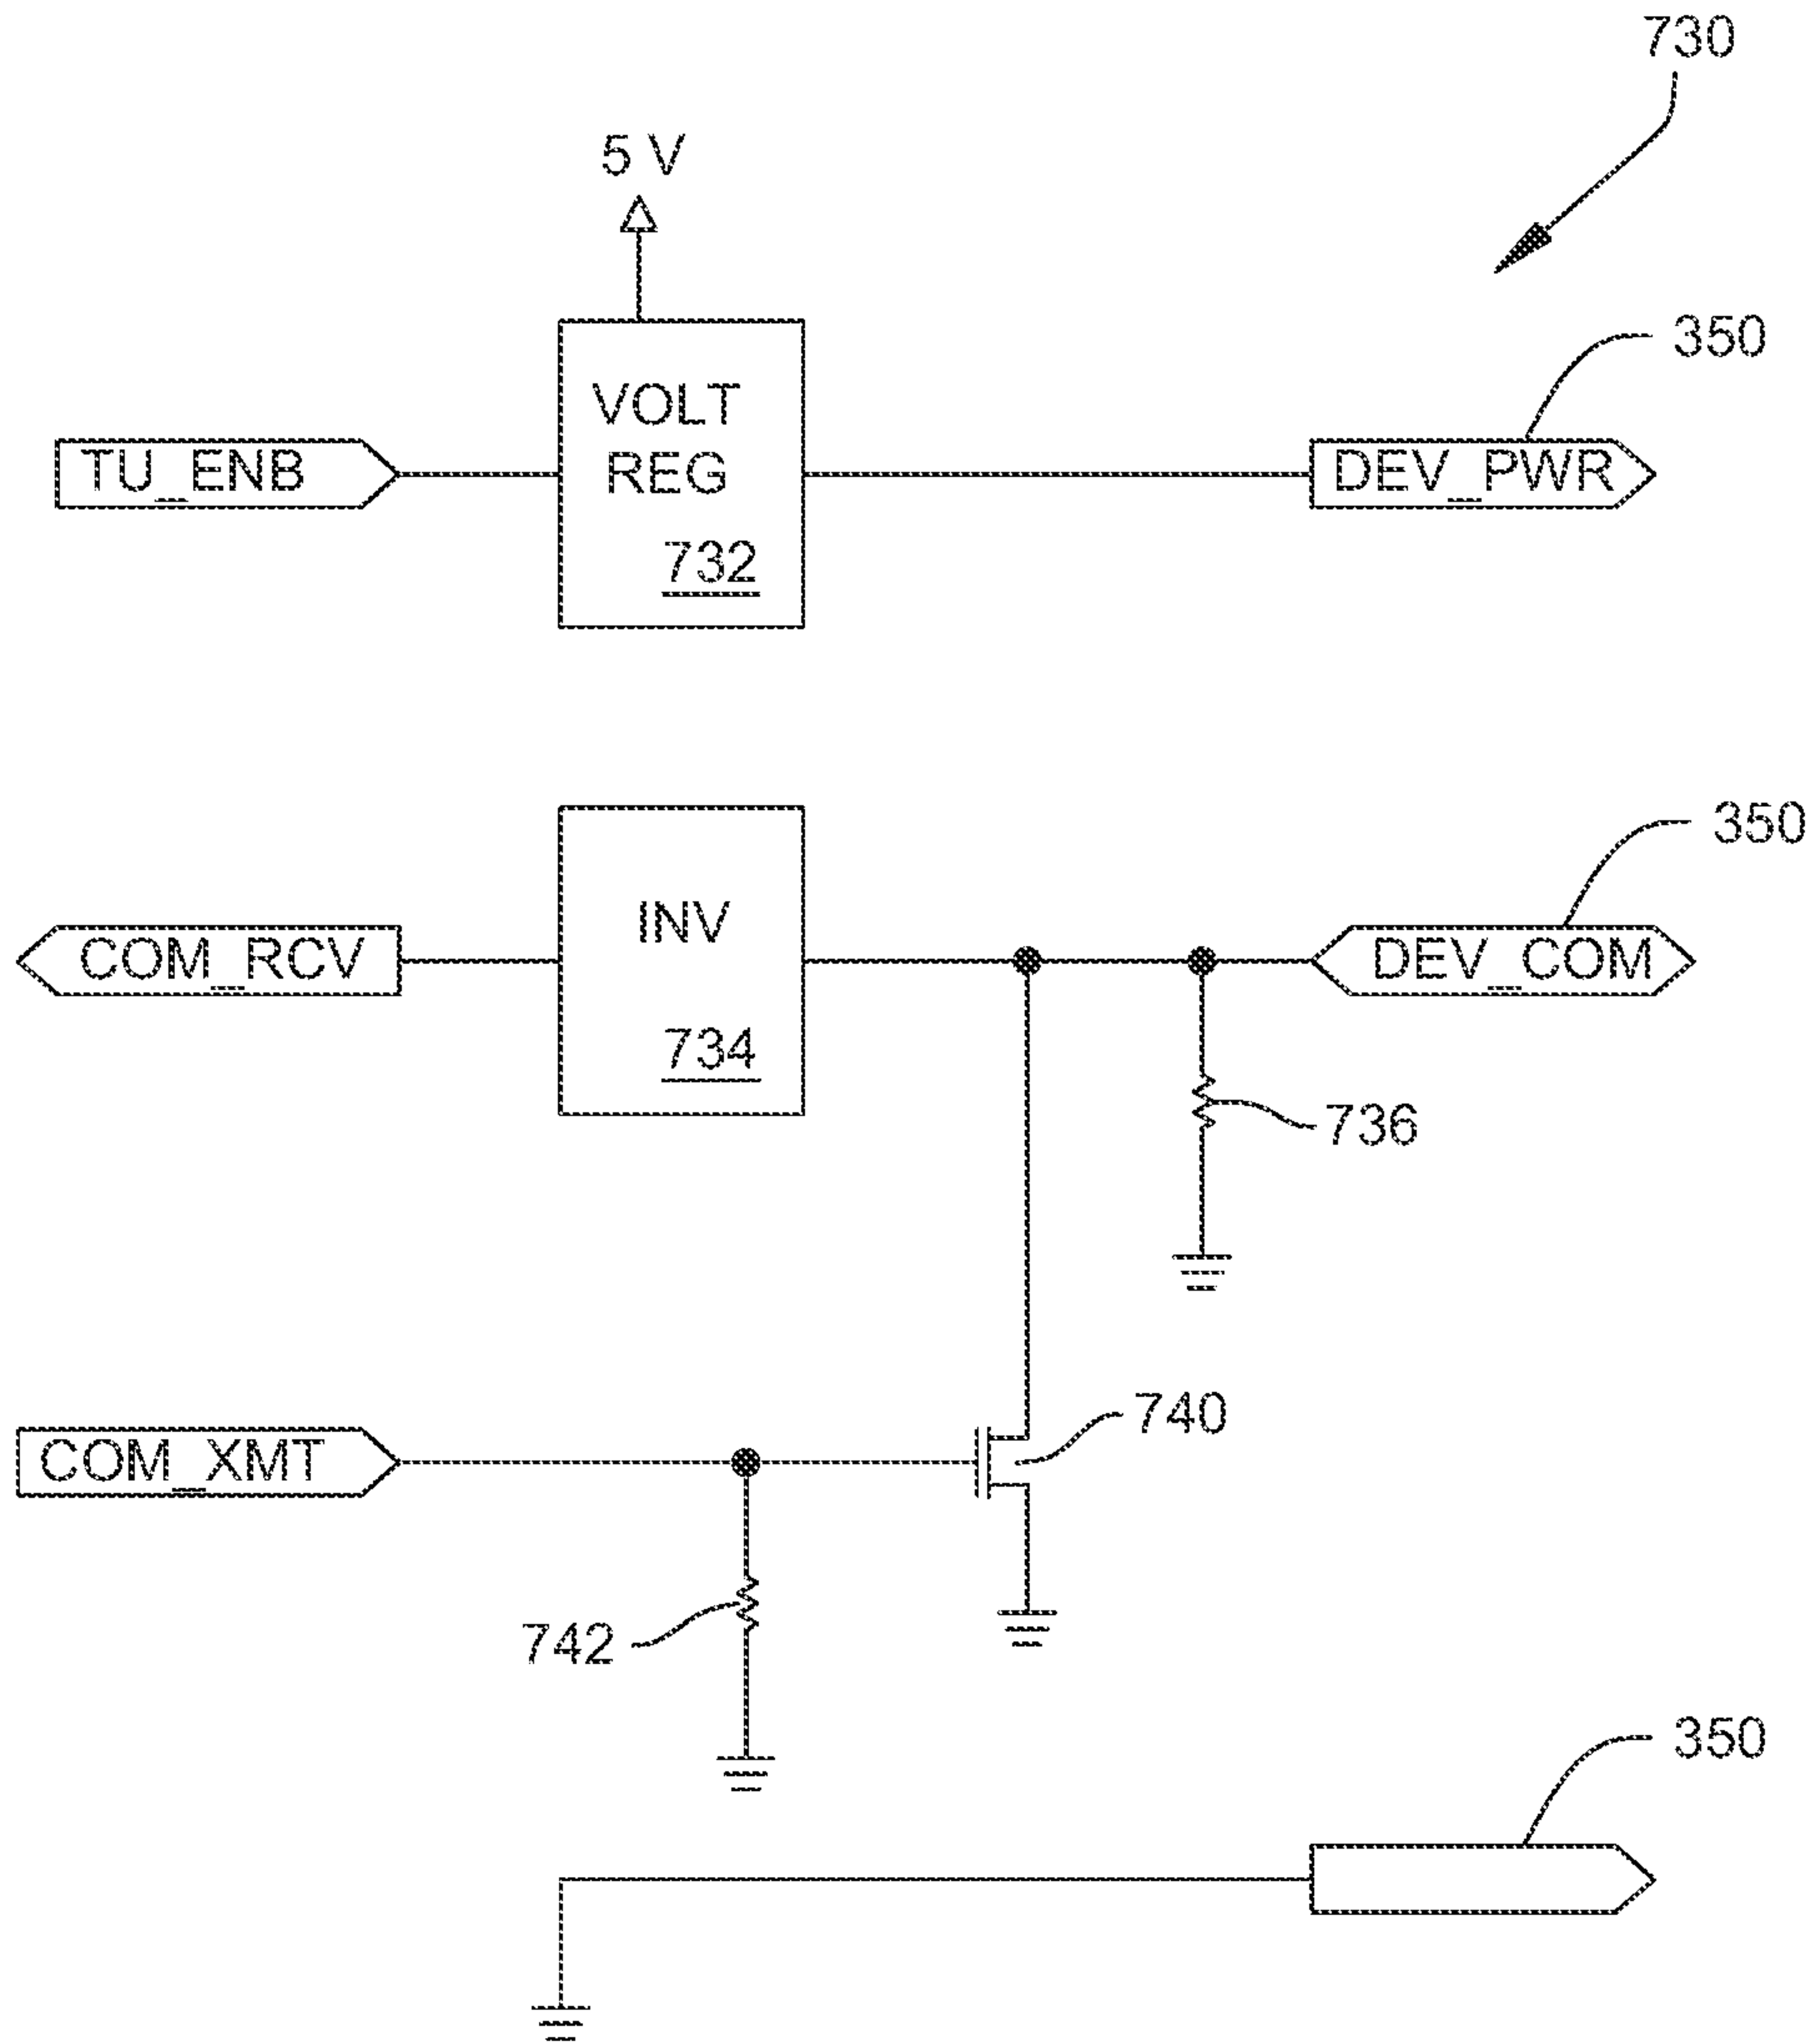 730
5 V
350
VOLT
REG
732
TU_ENB
DEV_PWR
350
INV
734
COM_RCV
DEV_COM
736
740
COM_XMT
742
350